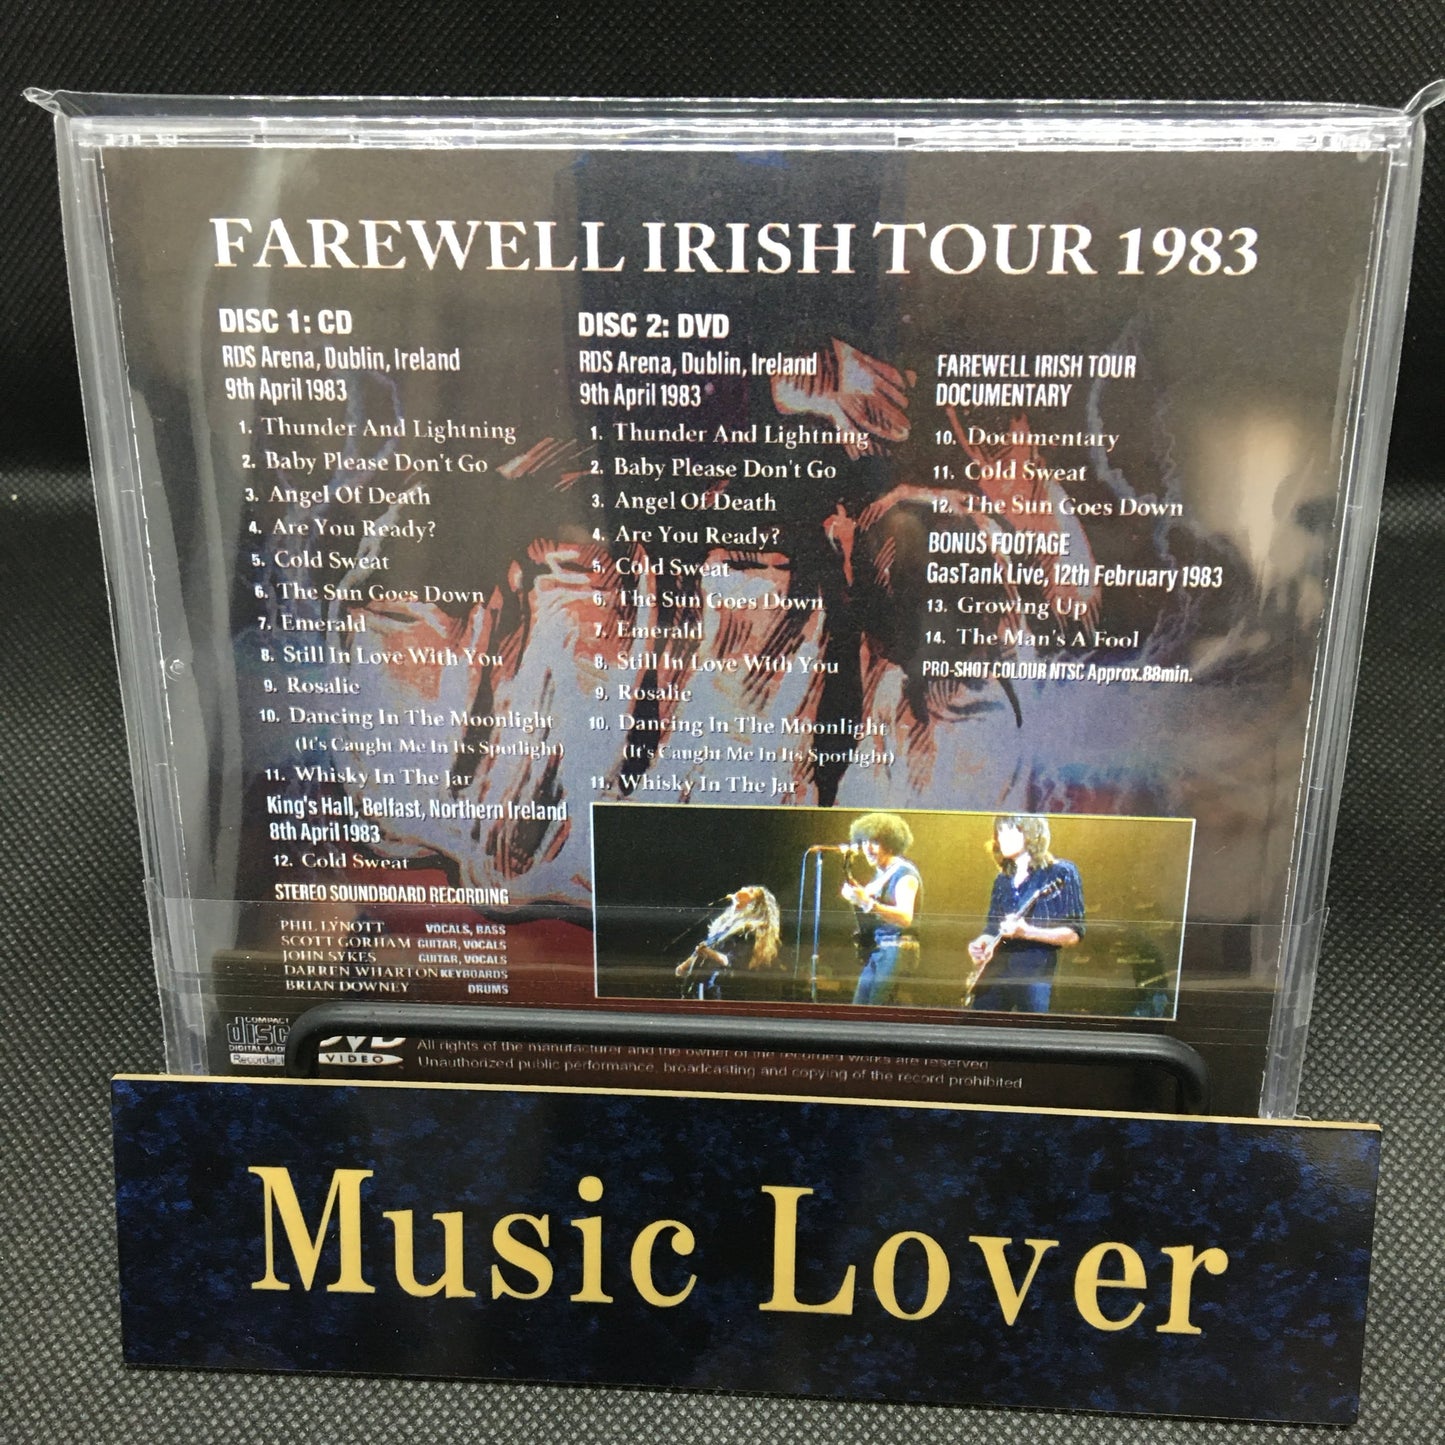 FAREWELL IRISH TOUR 1983
DISC 1: CD
RDS Arena, Dublin, Ireland
9th April 1983
1. Thunder And Lightning
2. Baby Please Don't Go
3. Angel Of Death
4. Are You Ready?
5. Cold Sweat
6. The Sun Goes Down
7. Emerald
8. Still In Love With You
9. Rosalie
10. Dancing In The Moonlight
(It's Caught Me In Its Spotlight)
11. Whisky In The Jar
King's Hall, Belfast, Northern Ireland
8th April 1983
12. Cold Sweat
STEREO SOUNDBOARD RECORDING
PHIL LYNOTT VOCALS, BASS
SCOTT GORHAM GUITAR, VOCALS
JOHN SYKES GUITAR, VOCALS
DARREN WHARTON KEYBOARDS
BRIAN DOWNEY DRUMS
DISC 2: DVD
RDS Arena, Dublin, Ireland
9th April 1983
1. Thunder And Lightning
2. Baby Please Don't Go
3. Angel Of Death
4. Are You Ready?
5. Cold Sweat
6. The Sun Goes Down
7. Emerald
8. Still In Love With You
9. Rosalie
10. Dancing In The Moonlight
(It's Caught Me In Its Spotlight)
11. Whisky In The Jar
FAREWELL IRISH TOUR
DOCUMENTARY
10. Documentary
11. Cold Sweat
12. The Sun Goes Down
BONUS FOOTAGE
GasTank Live, 12th February 1983
13. Growing Up
14. The Man's A Fool
PRO-SHOT COLOUR NTSC Approx.88min.
COMPACT
disc
DIGITAL AUDIO
Recordable
DVD
VIDEO
All rights of the manufacturer and the owner of the recorded works are reserved
Unauthorized public performance, broadcasting and copying of the record prohibited
Music Lover